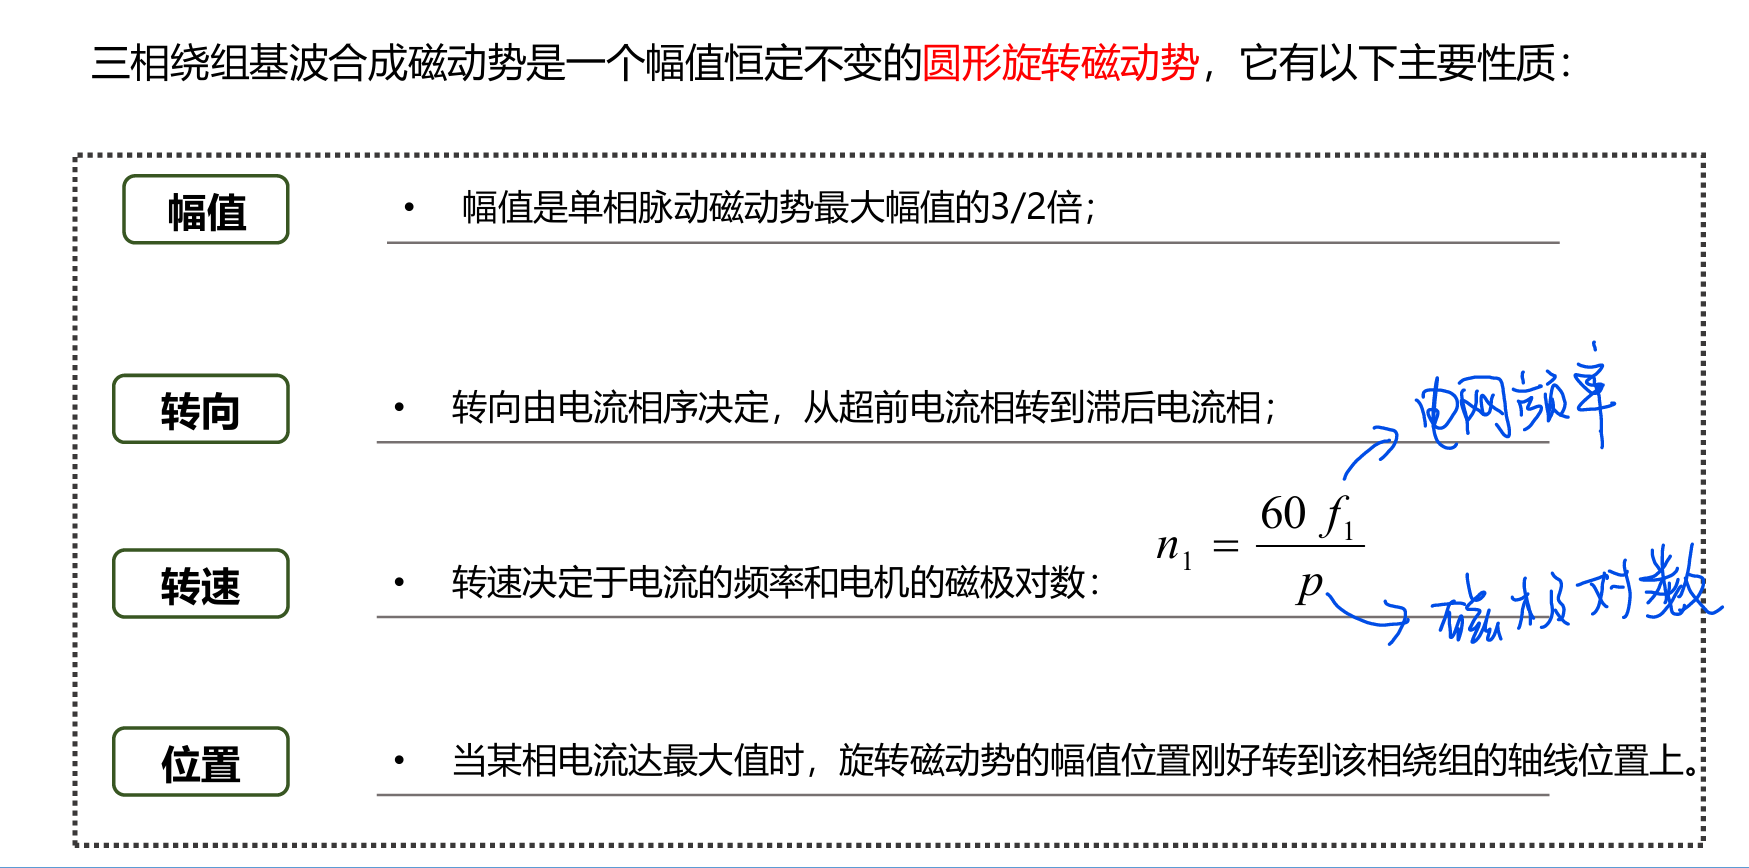 三相绕组基波合成磁动势是一个幅值恒定不变的圆形旋转磁动势，它有以下主要性质：
幅值
• 幅值是单相脉动磁动势最大幅值的3/2倍；
转向
• 转向由电流相序决定，从超前电流相转到滞后电流相；
电网频率
转速
• 转速决定于电流的频率和电机的磁极对数：
n₁ = 60 f₁ / p
磁极对数
位置
• 当某相电流达最大值时，旋转磁动势的幅值位置刚好转到该相绕组的轴线位置上。